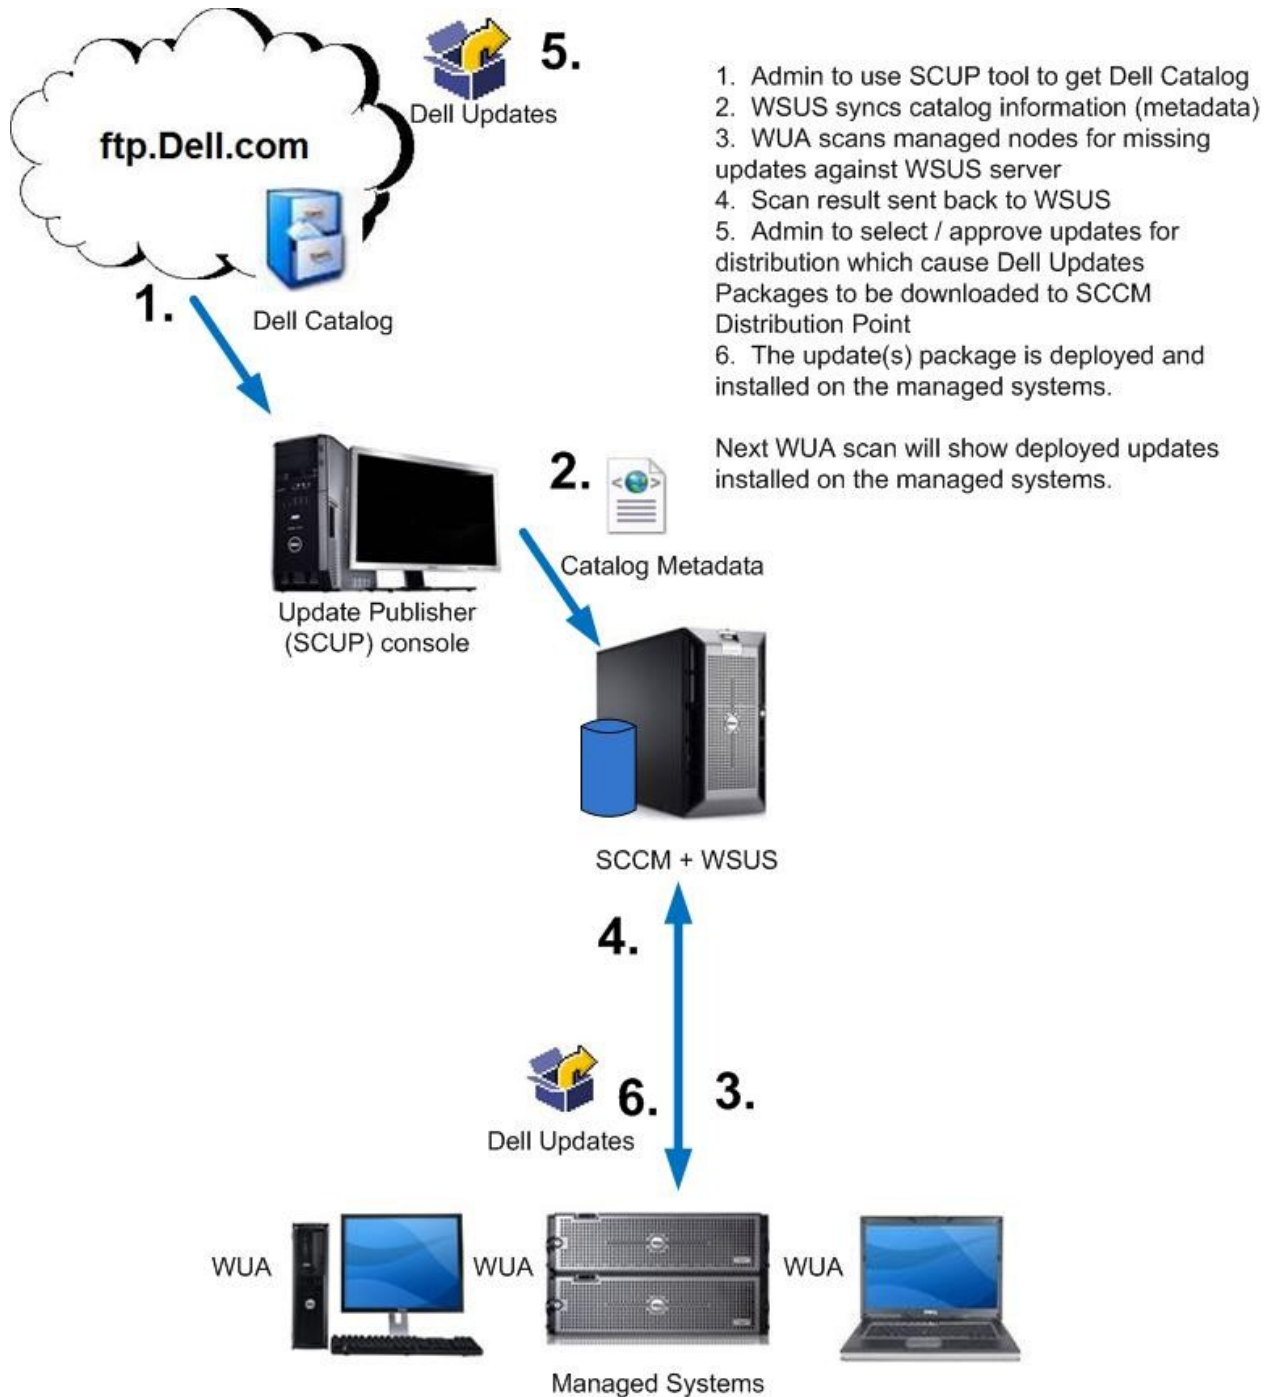 5.
Dell Updates
ftp.Dell.com
1.
Dell Catalog
1. Admin to use SCUP tool to get Dell Catalog
2. WSUS syncs catalog information (metadata)
3. WUA scans managed nodes for missing
updates against WSUS server
4. Scan result sent back to WSUS
5. Admin to select / approve updates for
distribution which cause Dell Updates
Packages to be downloaded to SCCM
Distribution Point
6. The update(s) package is deployed and
installed on the managed systems.
Next WUA scan will show deployed updates
installed on the managed systems.
2.
Catalog Metadata
Update Publisher
(SCUP) console
SCCM + WSUS
4.
6.
3.
Dell Updates
WUA
WUA
WUA
Managed Systems